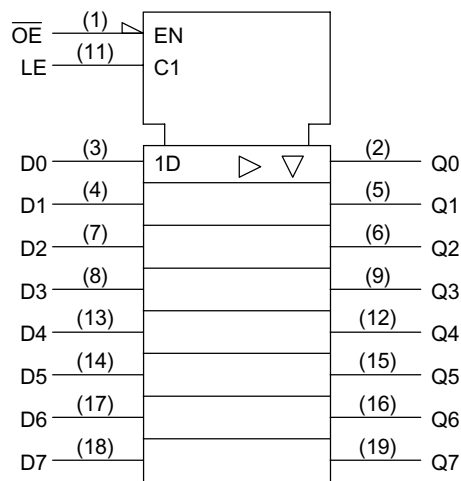 OE (1) EN
LE (11) C1
D0 (3) 1D (2) Q0
D1 (4) (5) Q1
D2 (7) (6) Q2
D3 (8) (9) Q3
D4 (13) (12) Q4
D5 (14) (15) Q5
D6 (17) (16) Q6
D7 (18) (19) Q7